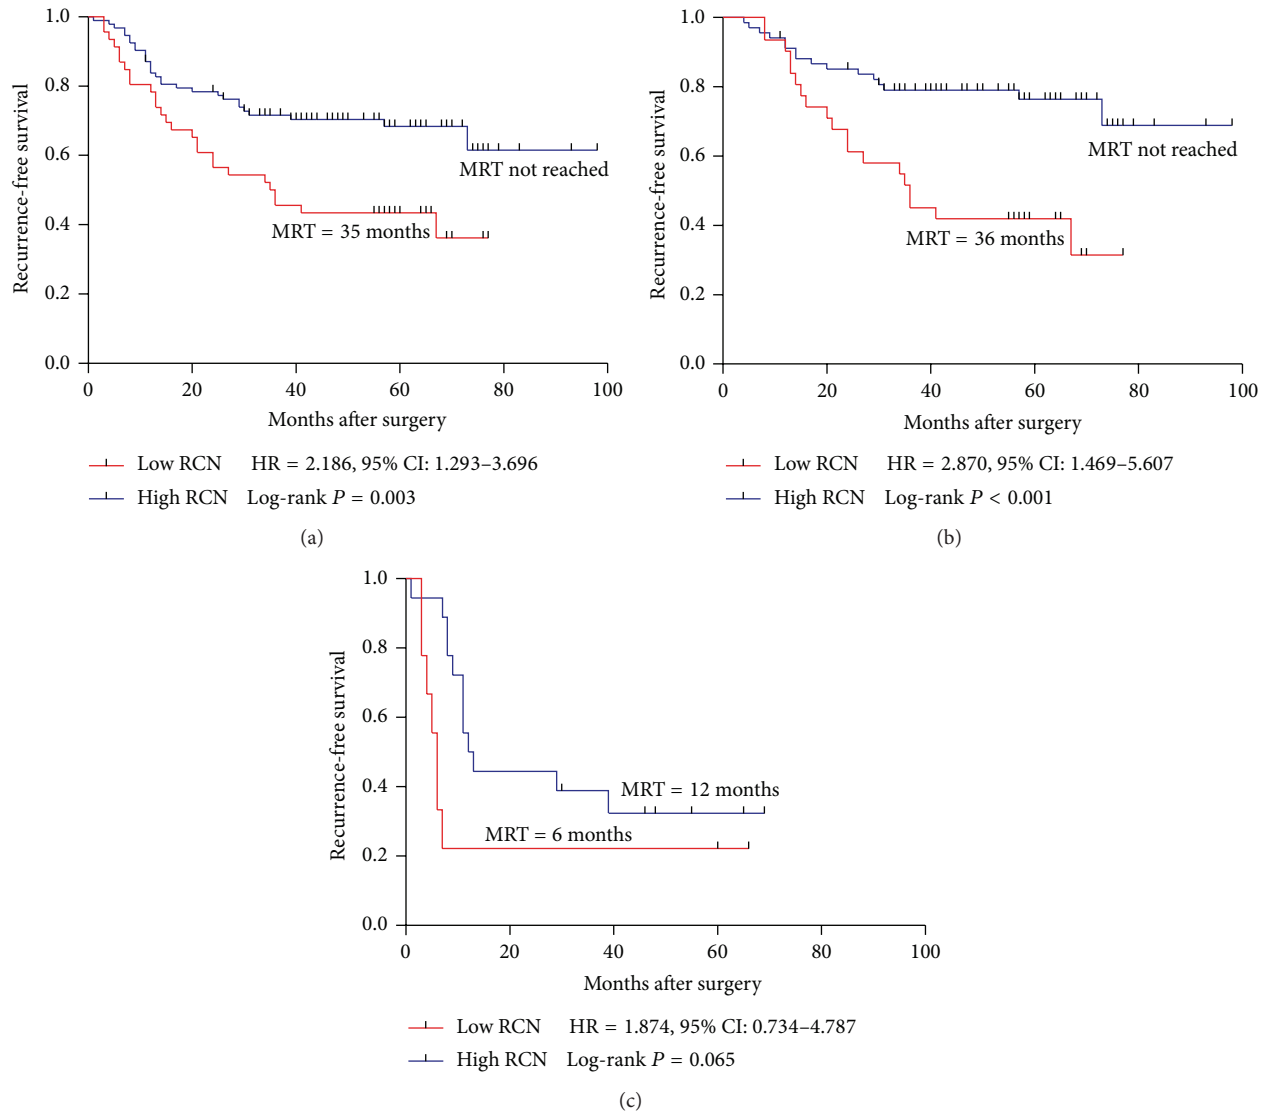 Recurrence-free survival
1.0
0.8
0.6
0.4
0.2
0.0
MRT not reached
MRT = 35 months
0 20 40 60 80 100
Months after surgery
Low RCN HR = 2.186, 95% CI: 1.293–3.696
High RCN Log-rank P = 0.003
(a)
Recurrence-free survival
1.0
0.8
0.6
0.4
0.2
0.0
MRT not reached
MRT = 36 months
0 20 40 60 80 100
Months after surgery
Low RCN HR = 2.870, 95% CI: 1.469–5.607
High RCN Log-rank P < 0.001
(b)
Recurrence-free survival
1.0
0.8
0.6
0.4
0.2
0.0
MRT = 12 months
MRT = 6 months
0 20 40 60 80 100
Months after surgery
Low RCN HR = 1.874, 95% CI: 0.734–4.787
High RCN Log-rank P = 0.065
(c)